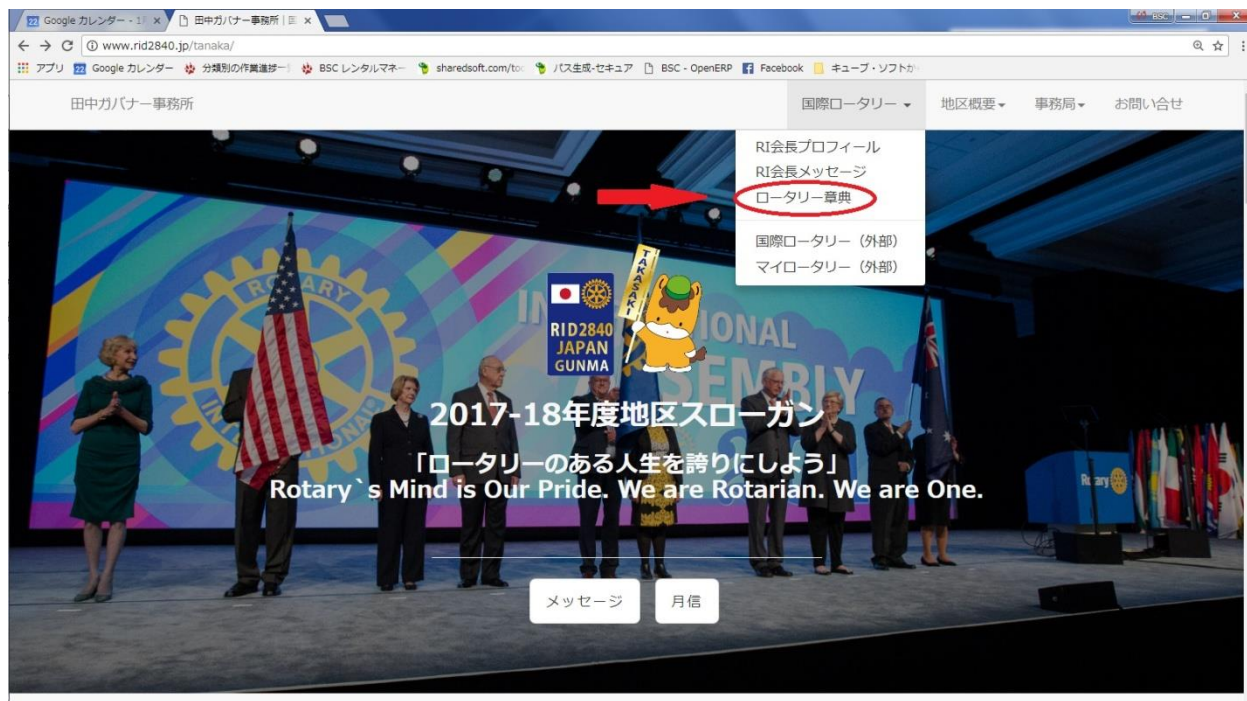 Google カレンダー - 1
田中ガバナー事務所 | 国
BSC
www.rid2840.jp/tanaka/
アプリ
22 Google カレンダー
分類別の作業進捗ー
BSC レンタルマネー
sharedsoft.com/to
パス生成-セキュア
BSC - OpenERP
Facebook
キューブ・ソフトか
田中ガバナー事務所
国際ロータリー
地区概要
事務局
お問い合せ
RI会長プロフィール
RI会長メッセージ
ロータリー章典
国際ロータリー（外部）
マイロータリー（外部）
ROTARY
INTERNATIONAL
TAKASAKI
RID2840
JAPAN
GUNMA
2017-18年度地区スローガン
「ロータリーのある人生を誇りにしよう」
Rotary`s Mind is Our Pride. We are Rotarian. We are One.
Rotary
メッセージ
月信